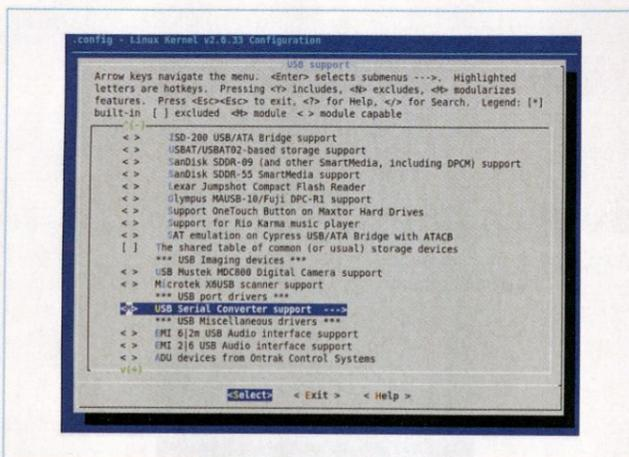 .config - Linux Kernel v2.6.33 Configuration
USB support
Arrow keys navigate the menu. <Enter> selects submenus --->. Highlighted
letters are hotkeys. Pressing <Y> includes, <N> excludes, <M> modularizes
features. Press <Esc><Esc> to exit, <?> for Help, </> for Search. Legend: [*]
built-in [ ] excluded <M> module < > module capable
^(-)
< > ISD-200 USB/ATA Bridge support
< > USBAT/USBAT02-based storage support
< > SanDisk SDDR-09 (and other SmartMedia, including DPCM) support
< > SanDisk SDDR-55 SmartMedia support
< > Lexar Jumpshot Compact Flash Reader
< > Olympus MAUSB-10/Fuji DPC-R1 support
< > Support OneTouch Button on Maxtor Hard Drives
< > Support for Rio Karma music player
< > SAT emulation on Cypress USB/ATA Bridge with ATACB
[ ] The shared table of common (or usual) storage devices
*** USB Imaging devices ***
< > USB Mustek MDC800 Digital Camera support
< > Microtek X6USB scanner support
*** USB port drivers ***
<M> USB Serial Converter support --->
*** USB Miscellaneous drivers ***
< > EMI 6|2m USB Audio interface support
< > EMI 2|6 USB Audio interface support
< > ADU devices from Ontrak Control Systems
v(+)
<Select> < Exit > < Help >